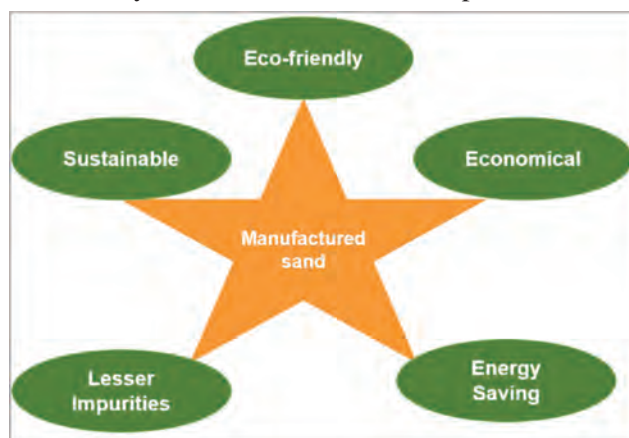 Eco-friendly
Sustainable
Economical
Manufactured
sand
Lesser
Impurities
Energy
Saving